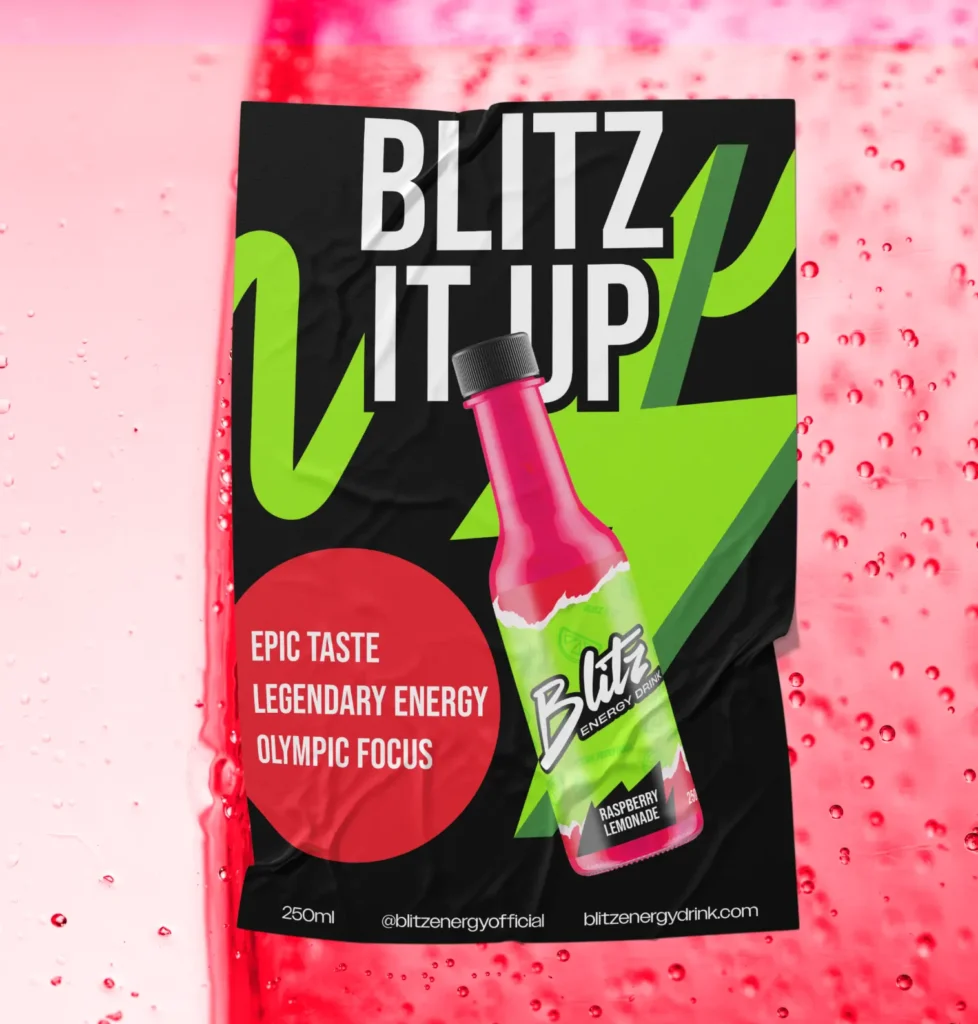 BLITZ
IT UP
EPIC TASTE
LEGENDARY ENERGY
OLYMPIC FOCUS
Blitz
ENERGY DRINK
RASPBERRY
LEMONADE
250ml
@blitzenergyofficial
blitzenergydrink.com